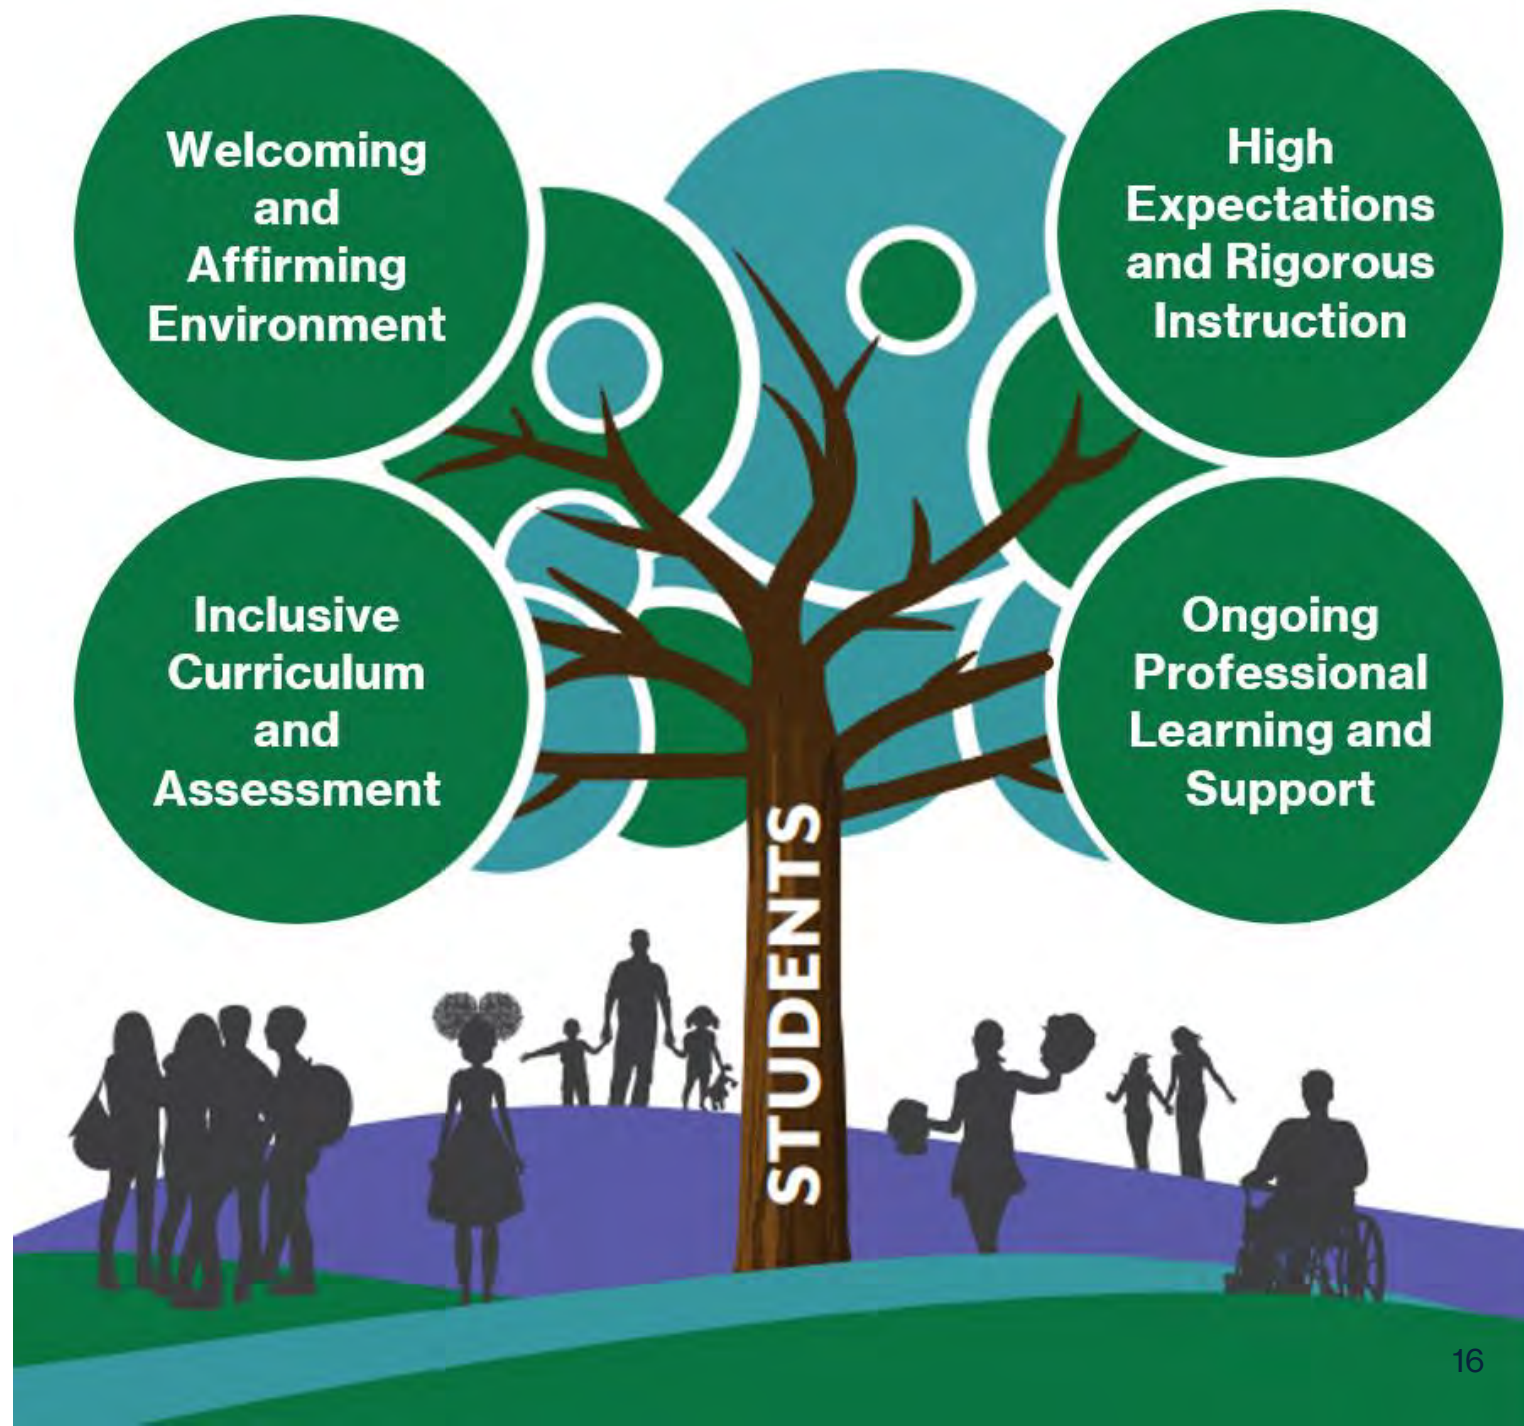 Welcoming
and
Affirming
Environment
High
Expectations
and Rigorous
Instruction
Inclusive
Curriculum
and
Assessment
Ongoing
Professional
Learning and
Support
STUDENTS
16